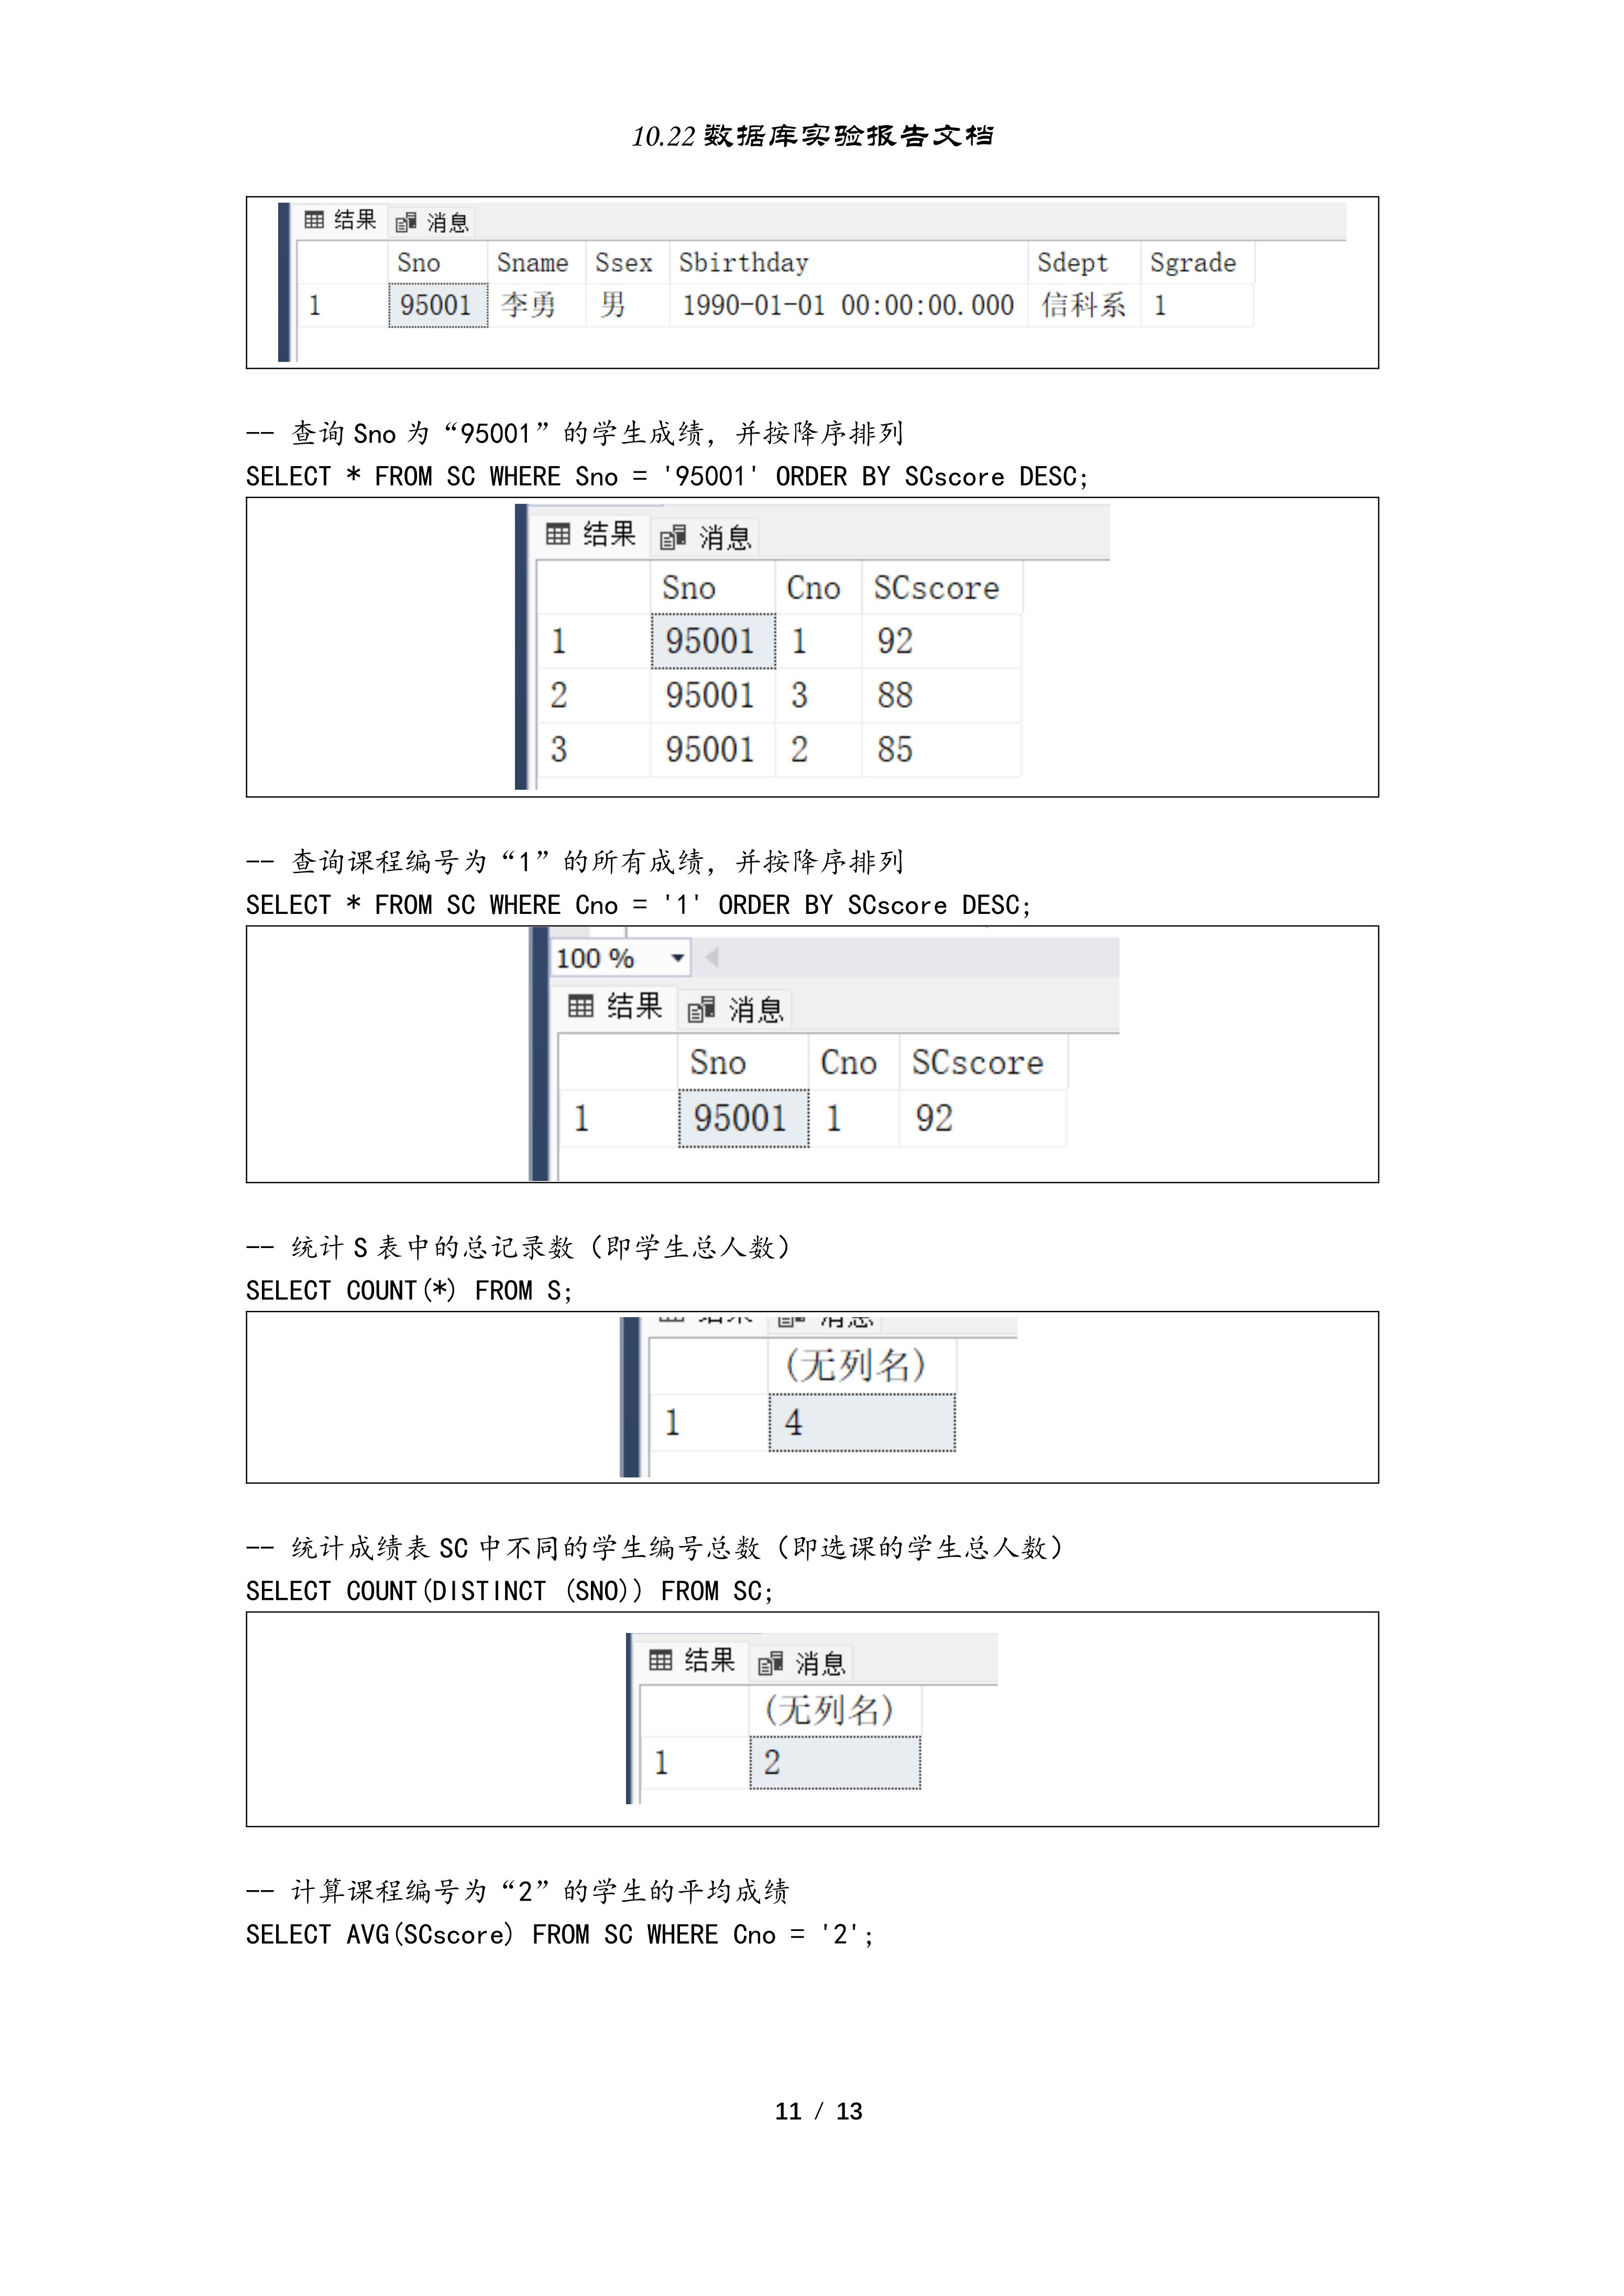 10.22 数据库实验报告文档
结果 消息
Sno Sname Ssex Sbirthday Sdept Sgrade
1 95001 李勇 男 1990-01-01 00:00:00.000 信科系 1
-- 查询 Sno 为“95001”的学生成绩，并按降序排列
SELECT * FROM SC WHERE Sno = '95001' ORDER BY SCscore DESC;
结果 消息
Sno Cno SCscore
1 95001 1 92
2 95001 3 88
3 95001 2 85
-- 查询课程编号为“1”的所有成绩，并按降序排列
SELECT * FROM SC WHERE Cno = '1' ORDER BY SCscore DESC;
100 %
结果 消息
Sno Cno SCscore
1 95001 1 92
-- 统计 S 表中的总记录数（即学生总人数）
SELECT COUNT(*) FROM S;
结果 消息
(无列名)
1 4
-- 统计成绩表 SC 中不同的学生编号总数（即选课的学生总人数）
SELECT COUNT(DISTINCT (SNO)) FROM SC;
结果 消息
(无列名)
1 2
-- 计算课程编号为“2”的学生的平均成绩
SELECT AVG(SCscore) FROM SC WHERE Cno = '2';
11 / 13